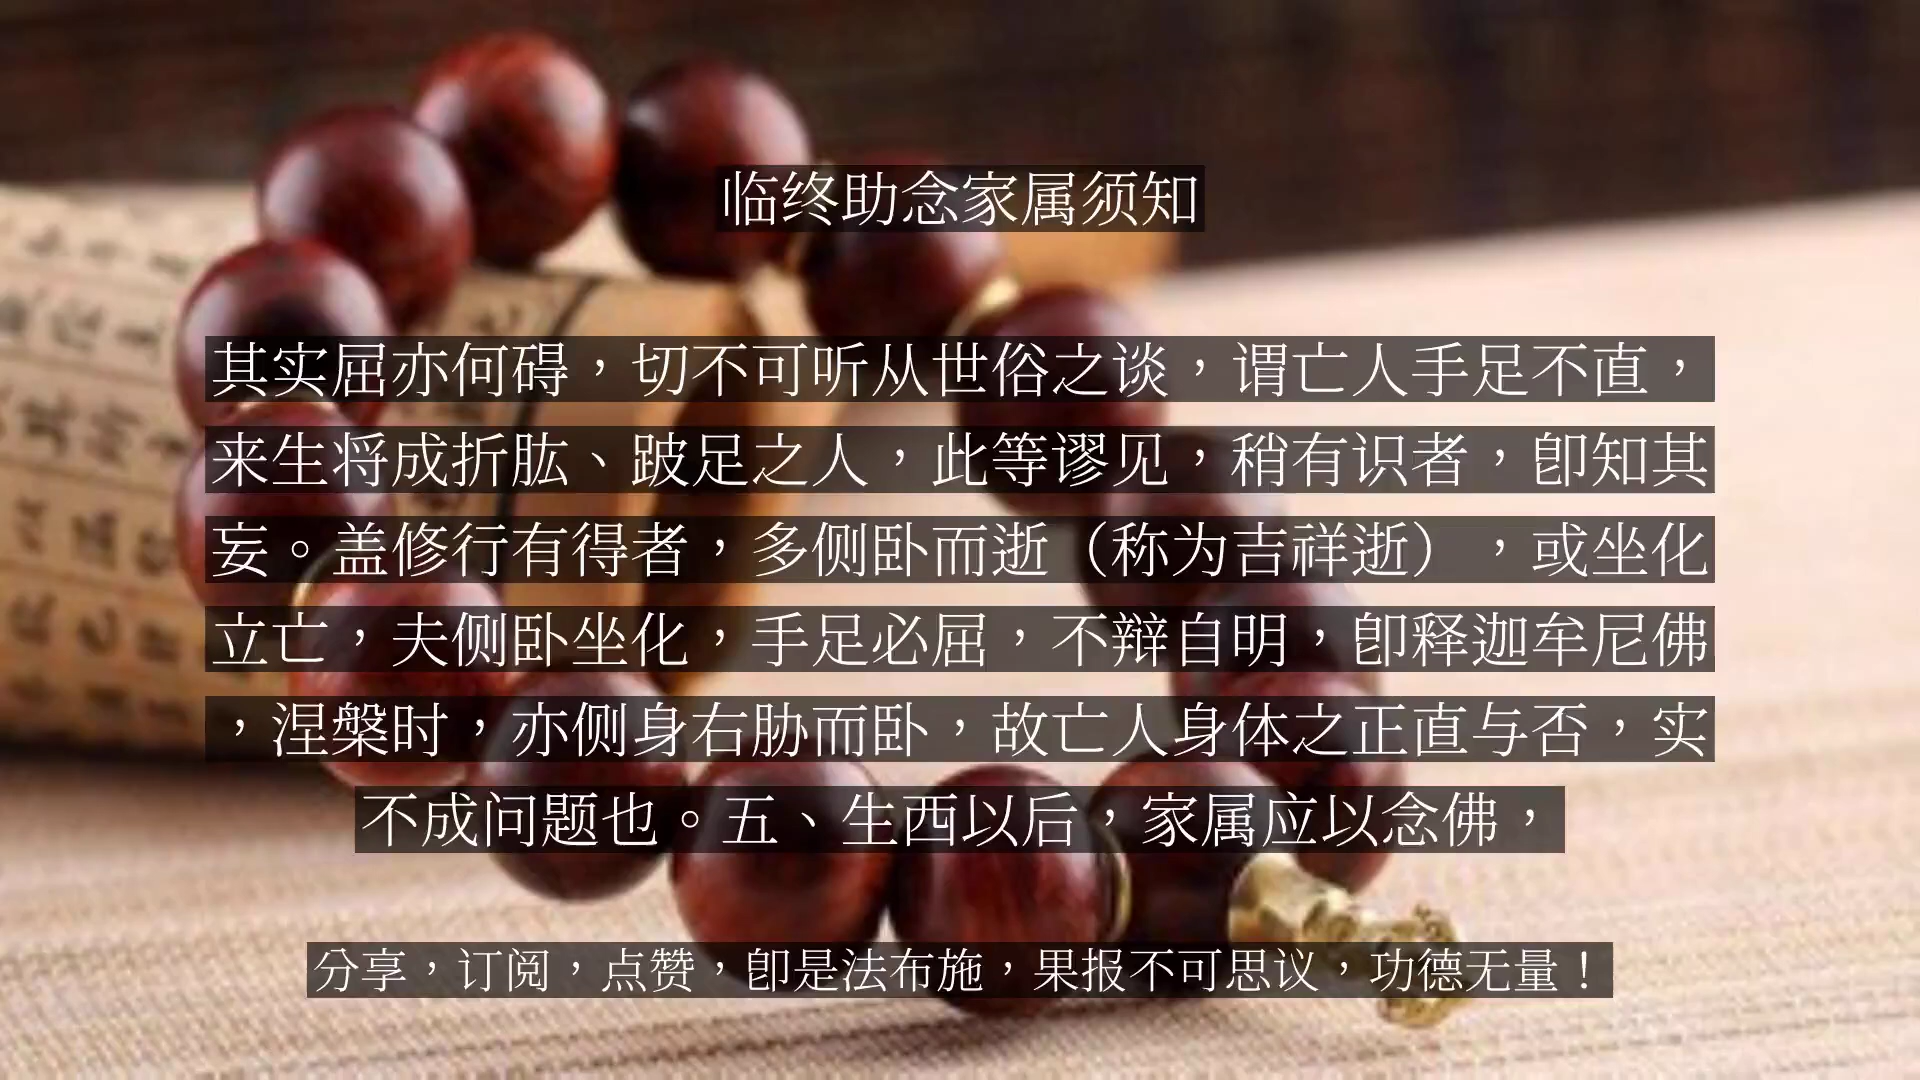 临终助念家属须知
其实屈亦何碍，切不可听从世俗之谈，谓亡人手足不直，
来生将成折肱、跛足之人，此等谬见，稍有识者，卽知其
妄。盖修行有得者，多侧卧而逝（称为吉祥逝），或坐化
立亡，夫侧卧坐化，手足必屈，不辩自明，卽释迦牟尼佛
，涅槃时，亦侧身右胁而卧，故亡人身体之正直与否，实
不成问题也。五、生西以后，家属应以念佛，
分享，订阅，点赞，卽是法布施，果报不可思议，功德无量！